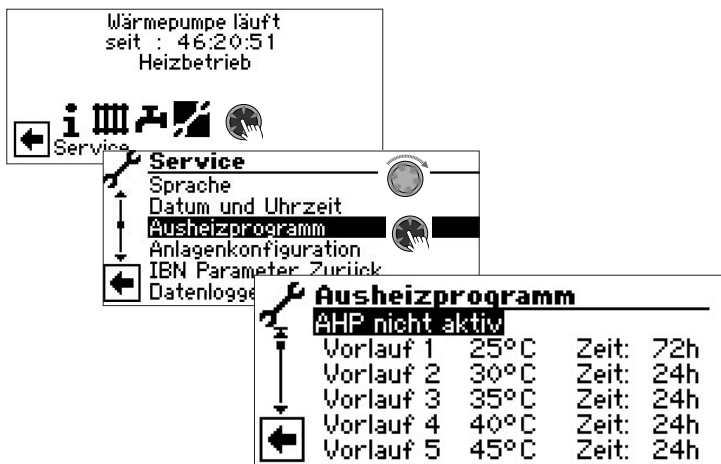 Wärmepumpe läuft
seit : 46:20:51
Heizbetrieb
Service
Service
Sprache
Datum und Uhrzeit
Ausheizprogramm
Anlagenkonfiguration
IBN Parameter Zurück
Datenlogge
Ausheizprogramm
AHP nicht aktiv
Vorlauf 1 25°C Zeit: 72h
Vorlauf 2 30°C Zeit: 24h
Vorlauf 3 35°C Zeit: 24h
Vorlauf 4 40°C Zeit: 24h
Vorlauf 5 45°C Zeit: 24h